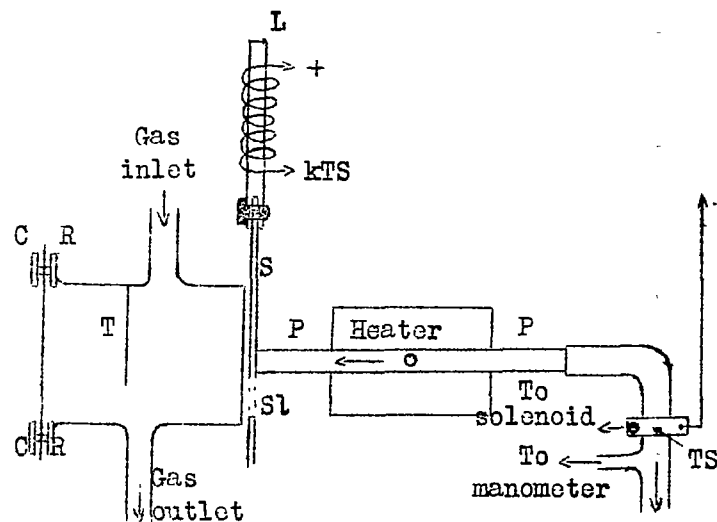 L
+
Gas
inlet
kTS
C R
S
T
P Heater P
Sl
To
solenoid
C R
To
manometer
TS
Gas
outlet